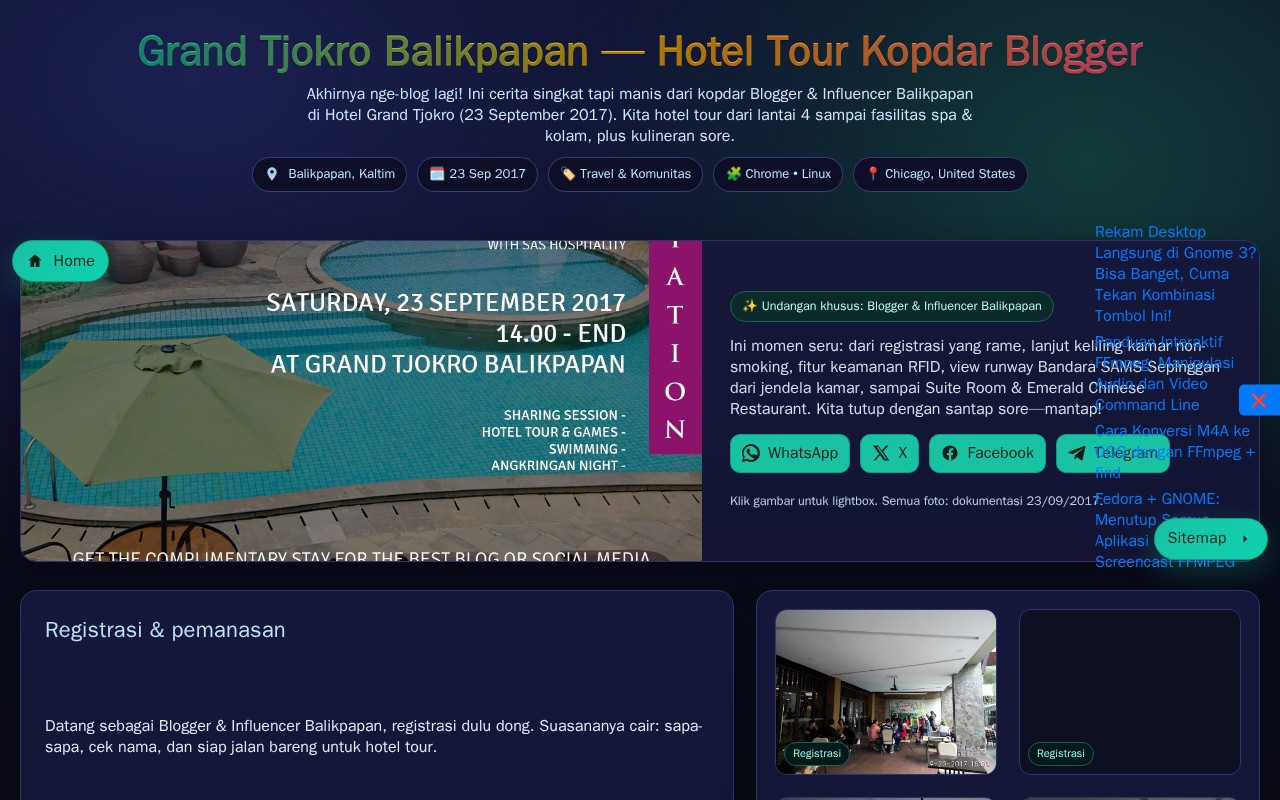 Grand Tjokro Balikpapan — Hotel Tour Kopdar Blogger
Akhirnya nge-blog lagi! Ini cerita singkat tapi manis dari kopdar Blogger & Influencer Balikpapan
di Hotel Grand Tjokro (23 September 2017). Kita hotel tour dari lantai 4 sampai fasilitas spa &
kolam, plus kulineran sore.
Balikpapan, Kaltim
23 Sep 2017
Travel & Komunitas
Chrome • Linux
Chicago, United States
Home
WITH SAS HOSPITALITY
SATURDAY, 23 SEPTEMBER 2017
14.00 - END
AT GRAND TJOKRO BALIKPAPAN
SHARING SESSION -
HOTEL TOUR & GAMES -
SWIMMING -
ANGKRINGAN NIGHT -
GET THE COMPLIMENTARY STAY FOR THE BEST BLOG OR SOCIAL MEDIA
T
A
T
I
O
N
✨ Undangan khusus: Blogger & Influencer Balikpapan
Ini momen seru: dari registrasi yang rame, lanjut keliling kamar non-
smoking, fitur keamanan RFID, view runway Bandara SAMS Sepinggan
dari jendela kamar, sampai Suite Room & Emerald Chinese
Restaurant. Kita tutup dengan santap sore—mantap!
WhatsApp
X
Facebook
Telegram
Klik gambar untuk lightbox. Semua foto: dokumentasi 23/09/2017.
Rekam Desktop
Langsung di Gnome 3?
Bisa Banget, Cuma
Tekan Kombinasi
Tombol Ini!
Panduan Interaktif
FFmpeg: Manipulasi
Audio dan Video
Command Line
Cara Konversi M4A ke
OGG dengan FFmpeg +
find
Fedora + GNOME:
Menutup Semua
Aplikasi
Screencast FFMPEG
Sitemap
Registrasi & pemanasan
Datang sebagai Blogger & Influencer Balikpapan, registrasi dulu dong. Suasananya cair: sapa-
sapa, cek nama, dan siap jalan bareng untuk hotel tour.
Registrasi
Registrasi